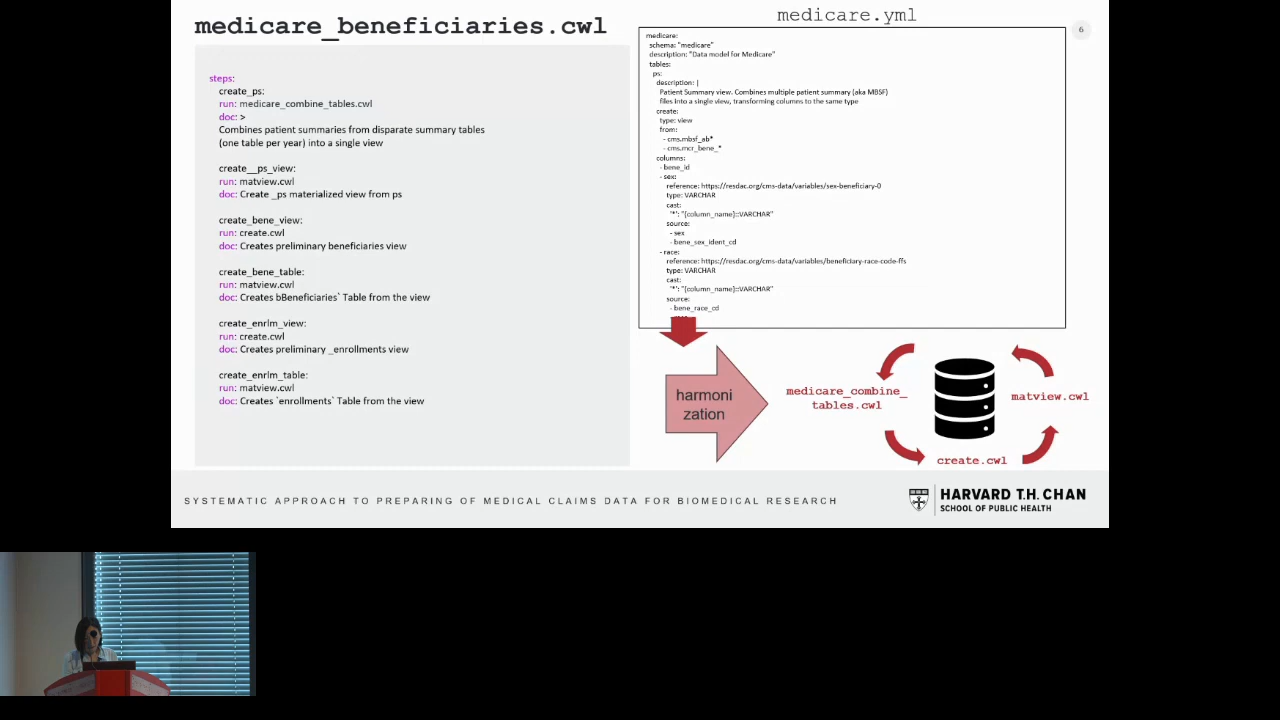 medicare_beneficiaries.cwl
steps:
create_ps:
run: medicare_combine_tables.cwl
doc: >
Combines patient summaries from disparate summary tables
(one table per year) into a single view
create__ps_view:
run: matview.cwl
doc: Create _ps materialized view from ps
create_bene_view:
run: create.cwl
doc: Creates preliminary beneficiaries view
create_bene_table:
run: matview.cwl
doc: Creates bBeneficiaries` Table from the view
create_enrlm_view:
run: create.cwl
doc: Creates preliminary _enrollments view
create_enrlm_table:
run: matview.cwl
doc: Creates `enrollments` Table from the view
medicare.yml
6
medicare:
schema: "medicare"
description: "Data model for Medicare"
tables:
ps:
description: |
Patient Summary view. Combines multiple patient summary (aka MBSF)
files into a single view, transforming columns to the same type
create:
type: view
from:
- cms.mbsf_ab*
- cms.mcr_bene_*
columns:
- bene_id
- sex:
reference: https://resdac.org/cms-data/variables/sex-beneficiary-0
type: VARCHAR
cast:
'*': "{column_name}::VARCHAR"
source:
- sex
- bene_sex_ident_cd
- race:
reference: https://resdac.org/cms-data/variables/beneficiary-race-code-ffs
type: VARCHAR
cast:
'*': "{column_name}::VARCHAR"
source:
- bene_race_cd
harmoni
zation
medicare_combine_
tables.cwl
matview.cwl
create.cwl
SYSTEMATIC APPROACH TO PREPARING OF MEDICAL CLAIMS DATA FOR BIOMEDICAL RESEARCH
HARVARD T.H. CHAN
SCHOOL OF PUBLIC HEALTH